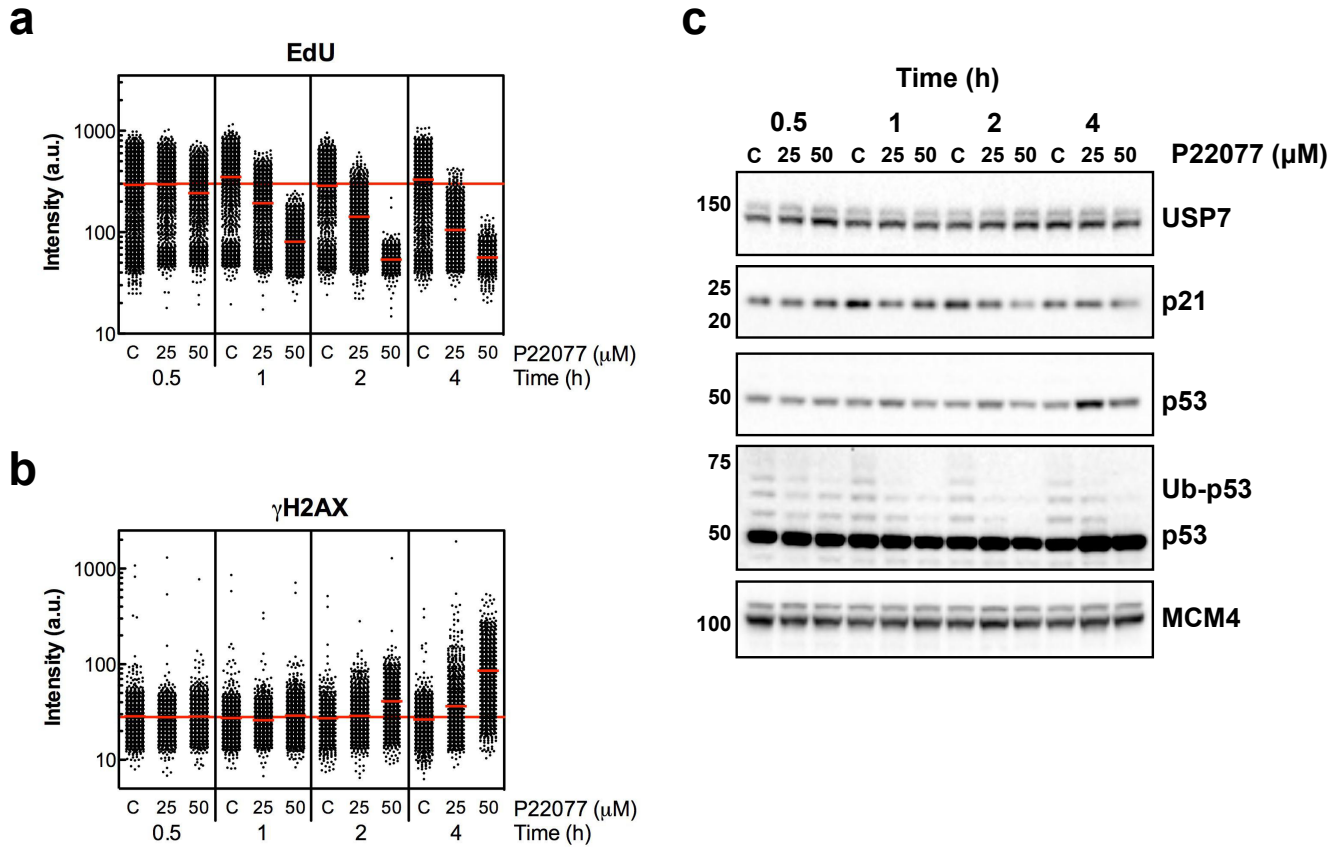 a
EdU
Intensity (a.u.)
1000
100
10
C 25 50 C 25 50 C 25 50 C 25 50 P22077 (μM)
0.5 1 2 4 Time (h)
b
γH2AX
Intensity (a.u.)
1000
100
10
C 25 50 C 25 50 C 25 50 C 25 50 P22077 (μM)
0.5 1 2 4 Time (h)
c
Time (h)
0.5 1 2 4
C 25 50 C 25 50 C 25 50 C 25 50 P22077 (μM)
150 USP7
25 p21
20
50 p53
75 Ub-p53
50 p53
100 MCM4